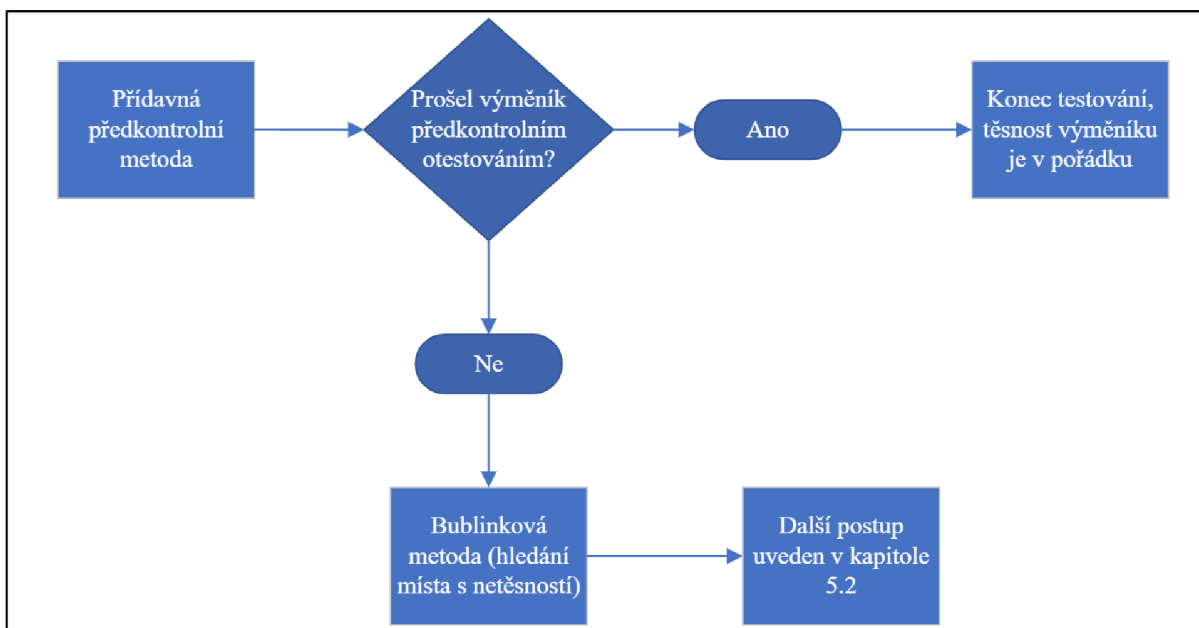 Přídavná
předkontrolní
metoda
Prošel výměník
předkontrolním
otestováním?
Ano
Konec testování,
těsnost výměníku
je v pořádku
Ne
Bublinková
metoda (hledání
místa s netěsností)
Další postup
uveden v kapitole
5.2